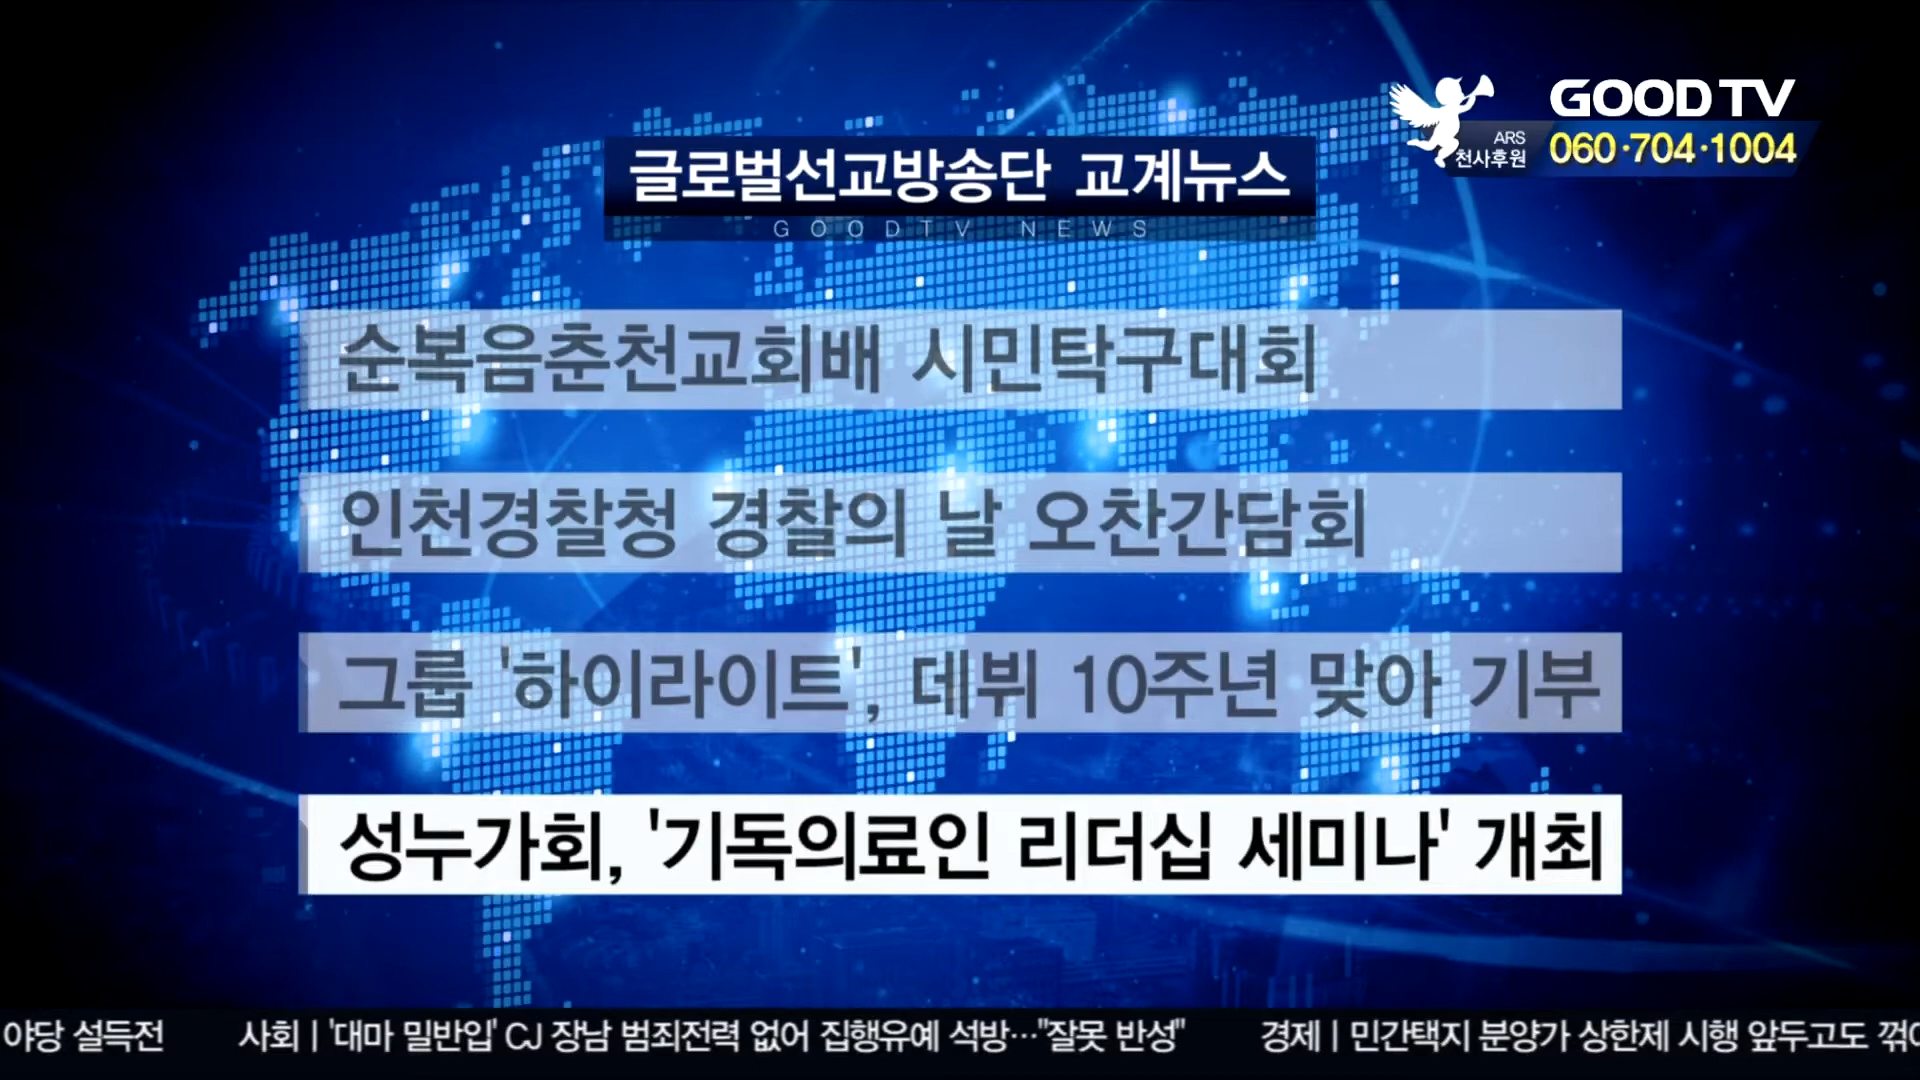 GOODTV
ARS
천사후원
060·704·1004
글로벌선교방송단 교계뉴스
GOODTV NEWS
순복음춘천교회배 시민탁구대회
인천경찰청 경찰의 날 오찬간담회
그룹 '하이라이트', 데뷔 10주년 맞아 기부
성누가회, '기독의료인 리더십 세미나' 개최
야당 설득전 사회 | '대마 밀반입' CJ 장남 범죄전력 없어 집행유예 석방…"잘못 반성" 경제 | 민간택지 분양가 상한제 시행 앞두고도